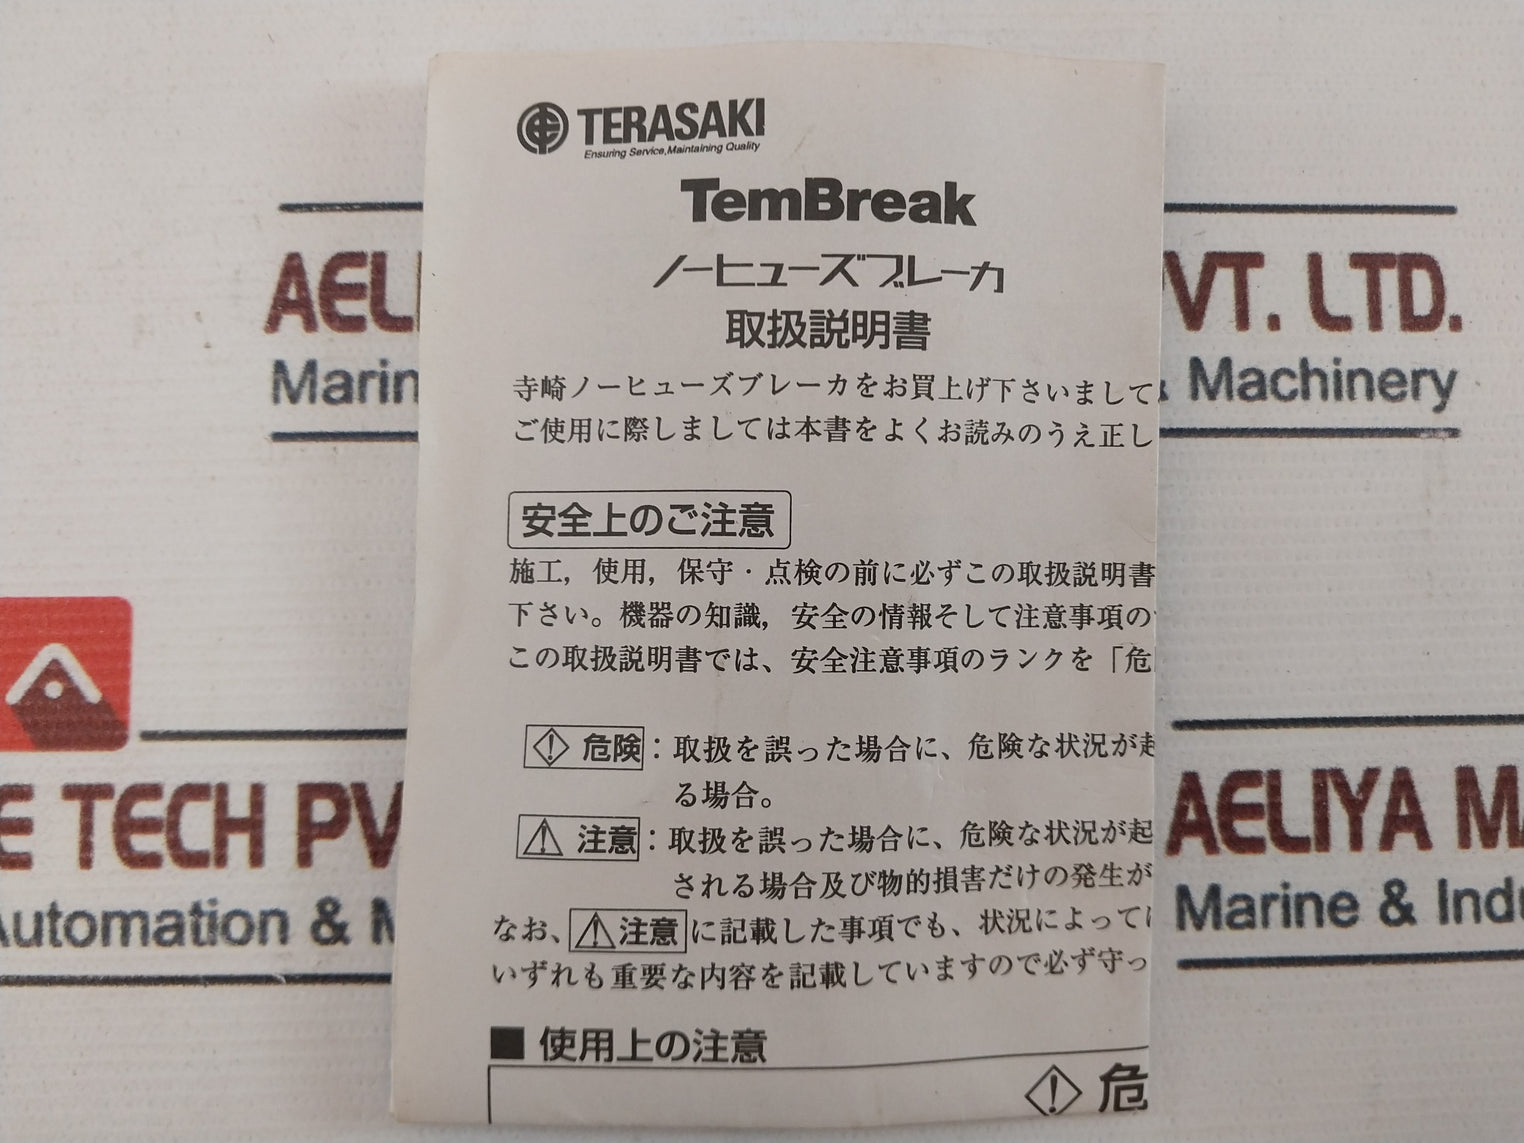 TERASAKI
Ensuring Service,Maintaining Quality
TemBreak
ノーヒューズブレーカ
取扱説明書
寺崎ノーヒューズブレーカをお買上げ下さいまして
ご使用に際しましては本書をよくお読みのうえ正し
安全上のご注意
施工，使用，保守・点検の前に必ずこの取扱説明書
下さい。機器の知識，安全の情報そして注意事項の
この取扱説明書では、安全注意事項のランクを「危
危険：取扱を誤った場合に、危険な状況が起
る場合。
注意：取扱を誤った場合に、危険な状況が起
される場合及び物的損害だけの発生が
なお、注意に記載した事項でも、状況によって
いずれも重要な内容を記載していますので必ず守っ
■ 使用上の注意
危
AEL
Marin
VT. LTD.
& Machinery
E TECH PV
Automation & M
AELIYA M
Marine & Indu